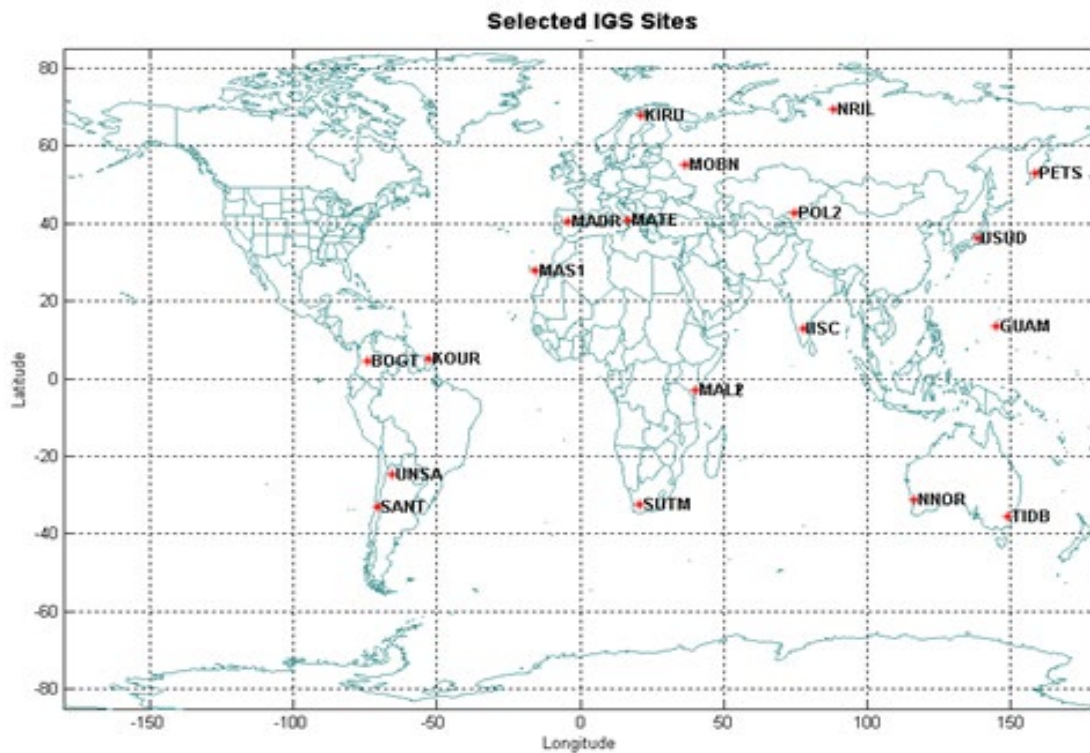 Selected IGS Sites
80
60
40
20
0
-20
-40
-60
-80
Latitude
KIRU
NRIL
MOBN
PETS
POL2
MADR
MATE
USUD
MAS1
IISC
GUAM
BOGT
KOUR
MAL2
UNSA
SANT
SUTM
NNOR
TIDB
-150
-100
-50
0
50
100
150
Longitude